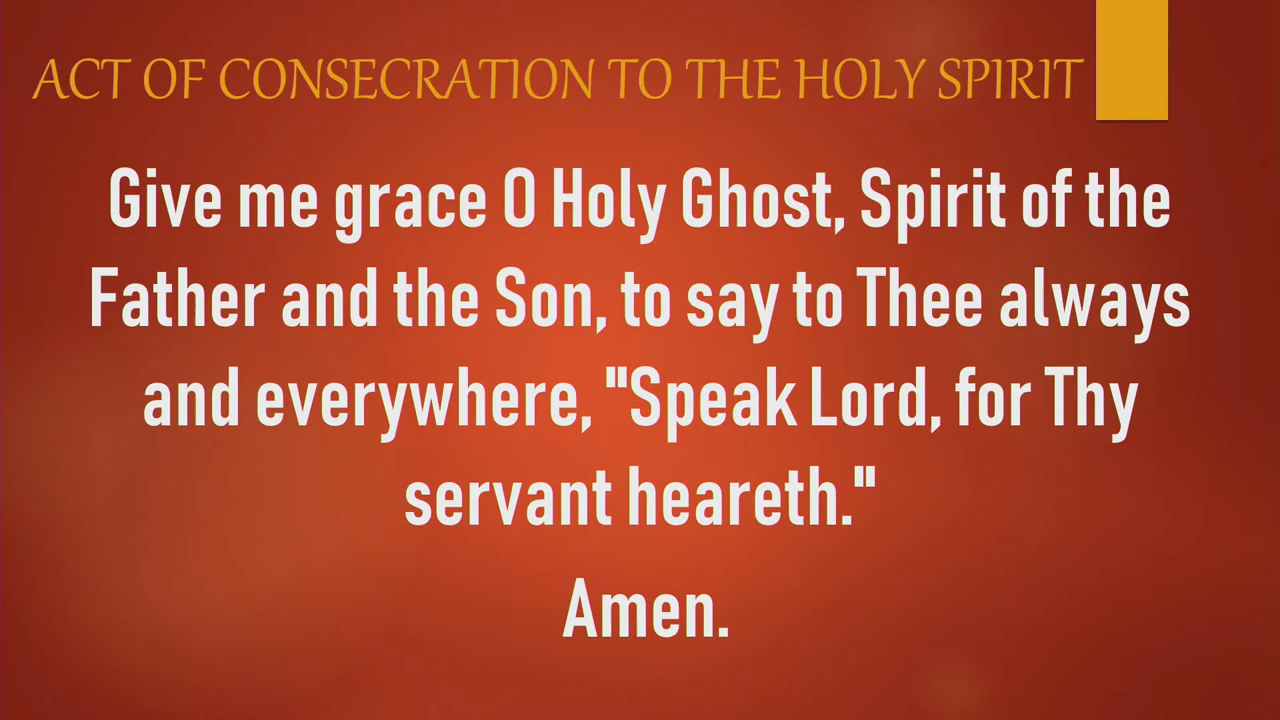 ACT OF CONSECRATION TO THE HOLY SPIRIT
Give me grace O Holy Ghost, Spirit of the
Father and the Son, to say to Thee always
and everywhere, "Speak Lord, for Thy
servant heareth."
Amen.